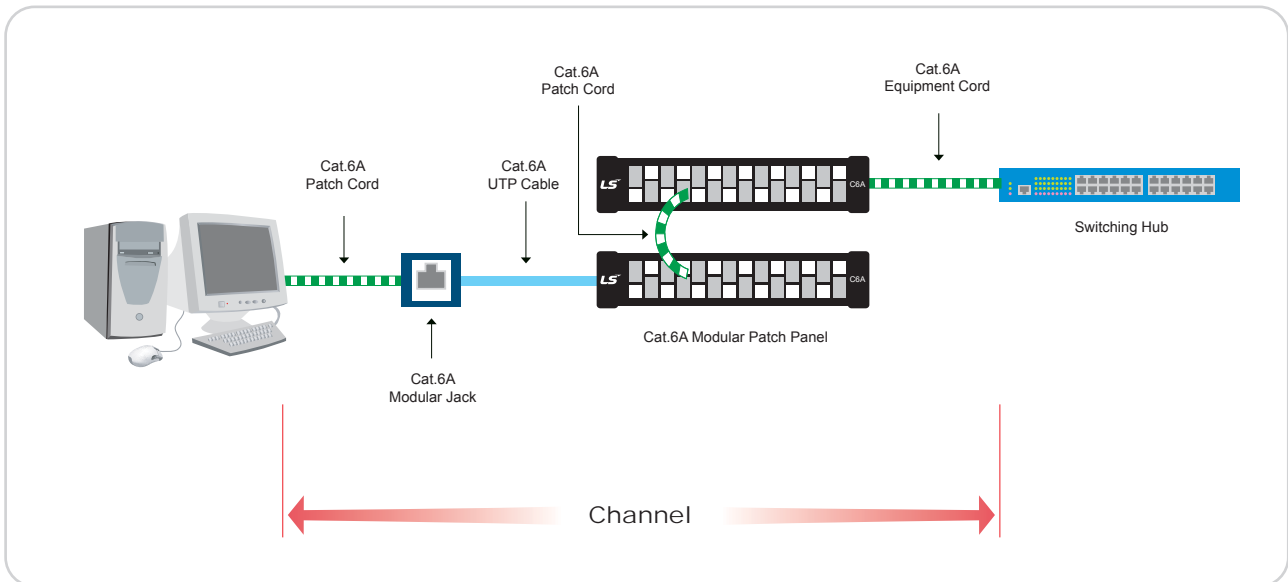 Cat.6A
Patch Cord
Cat.6A
Equipment Cord
Cat.6A
Patch Cord
Cat.6A
UTP Cable
LS
C6A
Switching Hub
LS
C6A
Cat.6A Modular Patch Panel
Cat.6A
Modular Jack
Channel